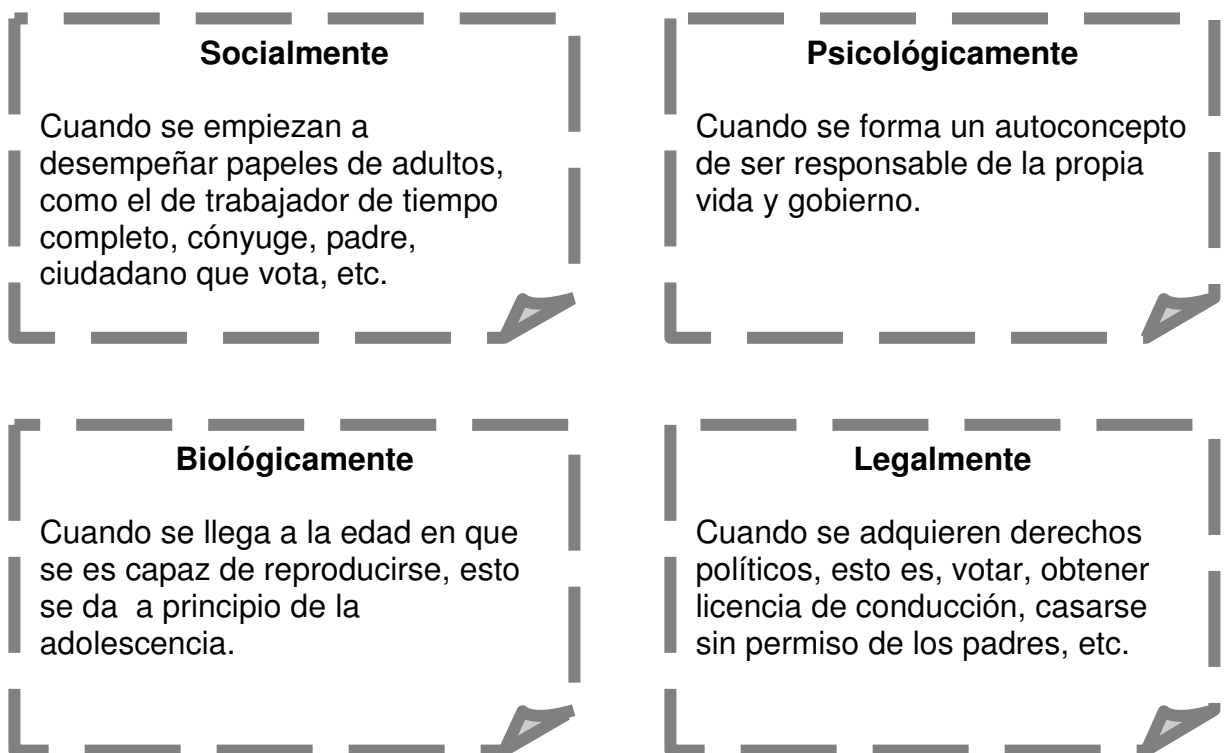 Socialmente
Cuando se empiezan a
desempeñar papeles de adultos,
como el de trabajador de tiempo
completo, cónyuge, padre,
ciudadano que vota, etc.
Psicológicamente
Cuando se forma un autoconcepto
de ser responsable de la propia
vida y gobierno.
Biológicamente
Cuando se llega a la edad en que
se es capaz de reproducirse, esto
se da  a principio de la
adolescencia.
Legalmente
Cuando se adquieren derechos
políticos, esto es, votar, obtener
licencia de conducción, casarse
sin permiso de los padres, etc.